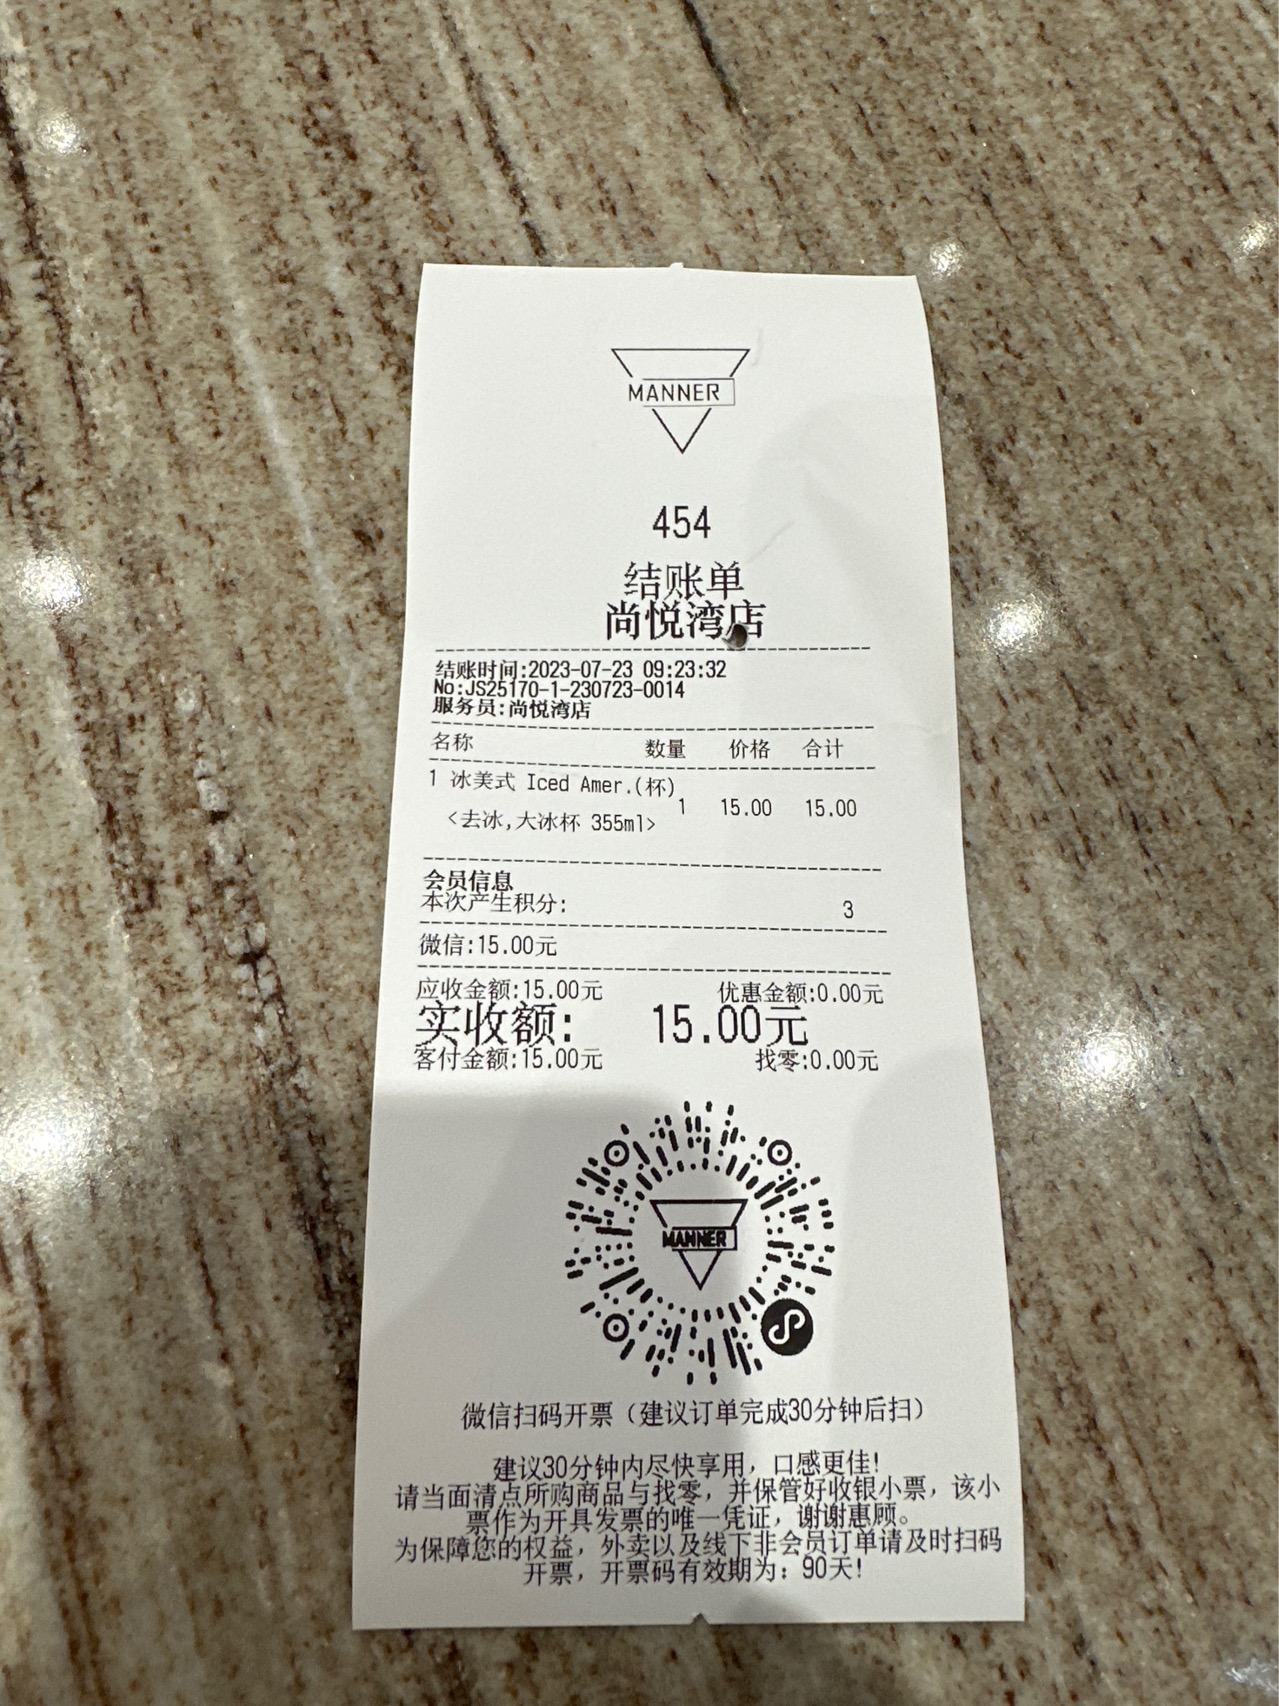 MANNER
454
结账单
尚悦湾店
结账时间:2023-07-23 09:23:32
No:JS25170-1-230723-0014
服务员:尚悦湾店
名称 数量 价格 合计
1 冰美式 Iced Amer.(杯)
1 15.00 15.00
<去冰,大冰杯 355ml>
会员信息
本次产生积分: 3
微信:15.00元
应收金额:15.00元 优惠金额:0.00元
实收额: 15.00元
客付金额:15.00元 找零:0.00元
MANNER
微信扫码开票（建议订单完成30分钟后扫）
建议30分钟内尽快享用，口感更佳!
请当面清点所购商品与找零，并保管好收银小票，该小
票作为开具发票的唯一凭证，谢谢惠顾。
为保障您的权益，外卖以及线下非会员订单请及时扫码
开票，开票码有效期为：90天!